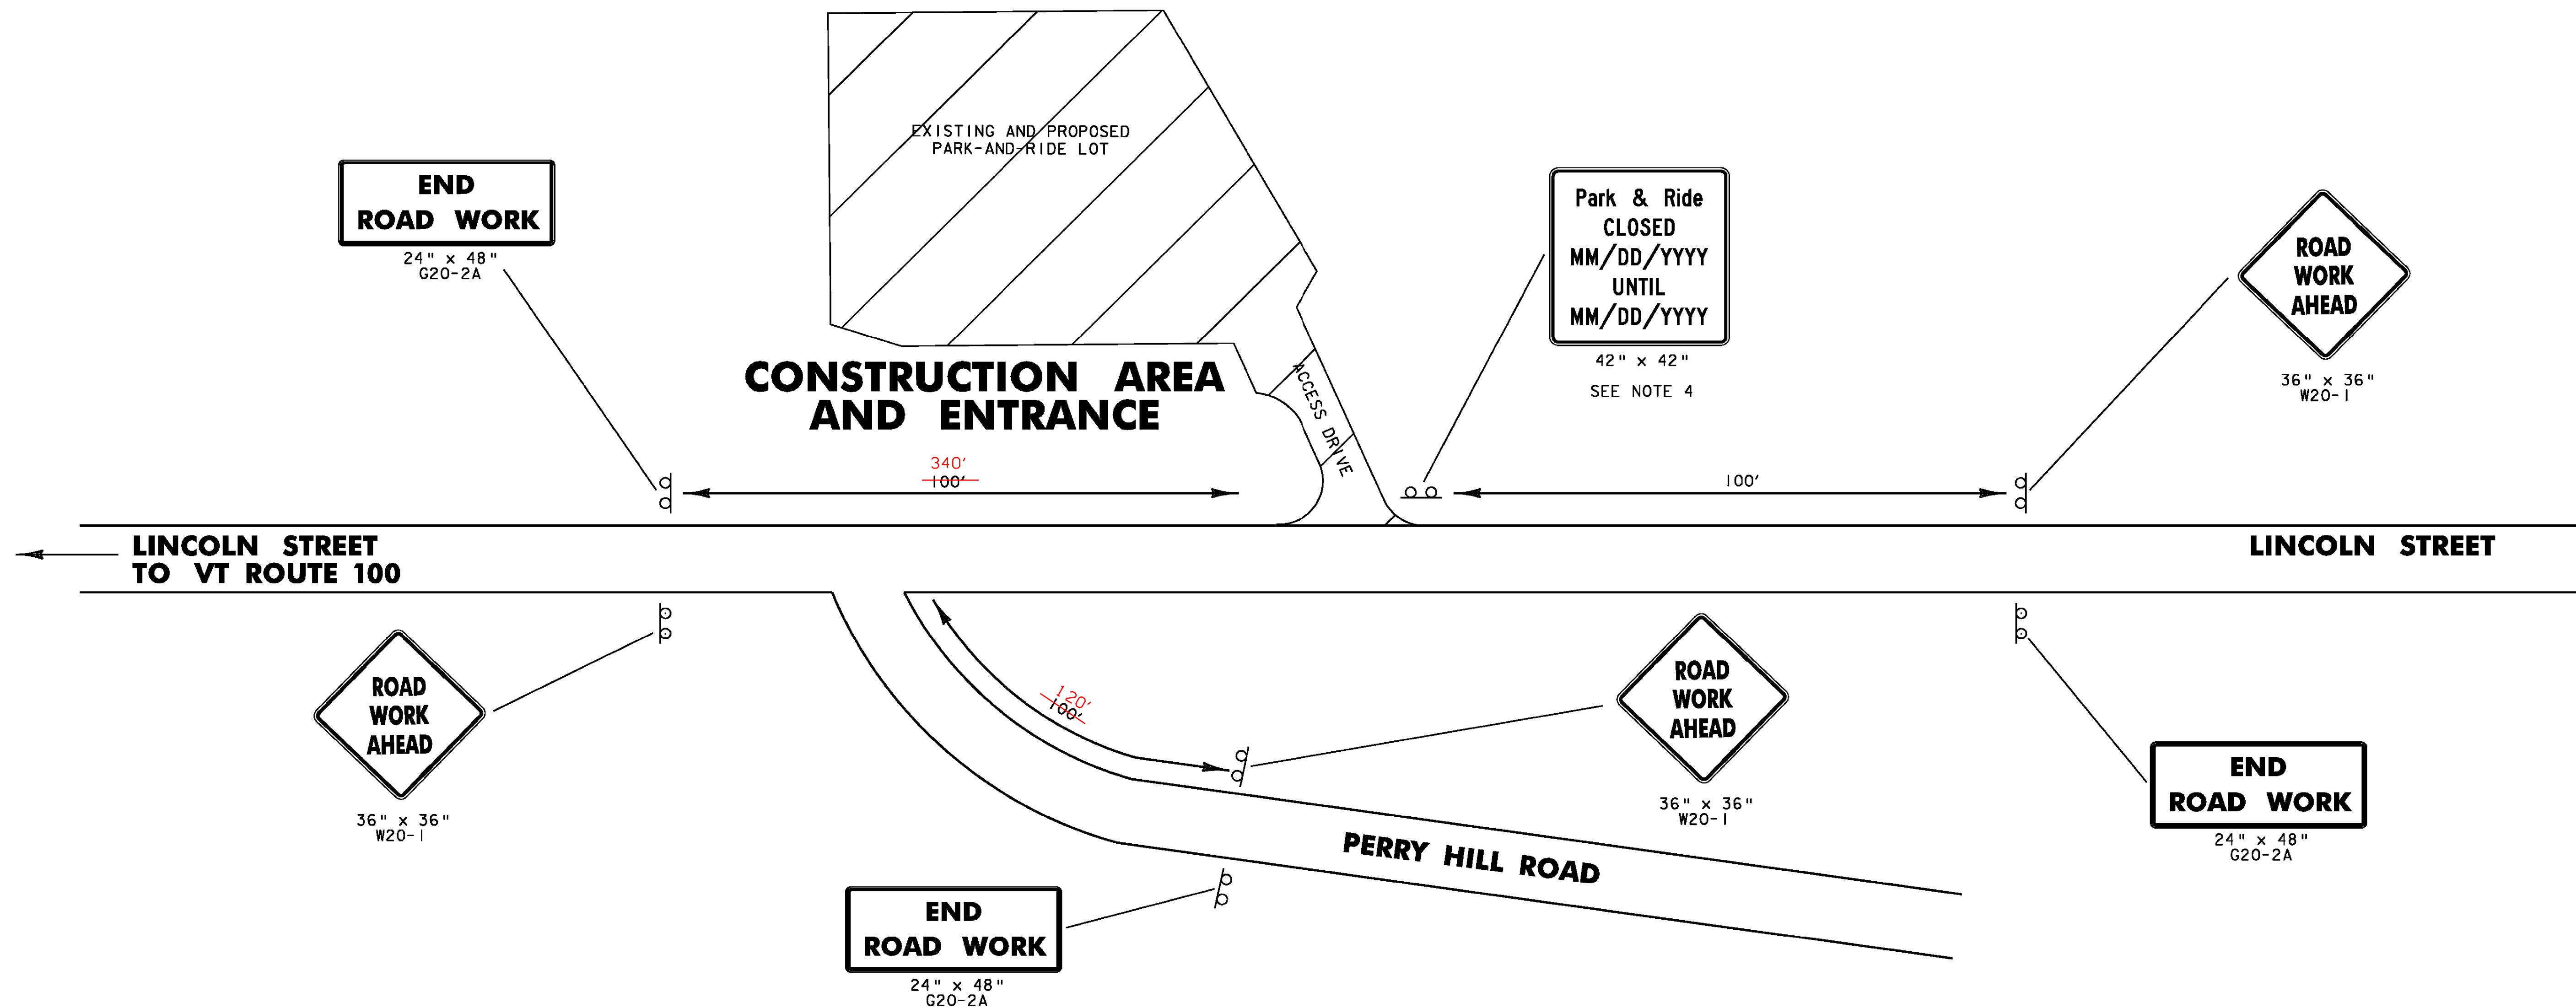 EXISTING AND PROPOSED
PARK-AND-RIDE LOT
END
ROAD WORK
24" x 48"
G20-2A
Park & Ride
CLOSED
MM/DD/YYYY
UNTIL
MM/DD/YYYY
42" x 42"
SEE NOTE 4
ROAD
WORK
AHEAD
36" x 36"
W20-1
CONSTRUCTION AREA
AND ENTRANCE
ACCESS DRIVE
340'
100'
100'
LINCOLN STREET
TO VT ROUTE 100
LINCOLN STREET
ROAD
WORK
AHEAD
36" x 36"
W20-1
120'
100'
ROAD
WORK
AHEAD
36" x 36"
W20-1
END
ROAD WORK
24" x 48"
G20-2A
PERRY HILL ROAD
END
ROAD WORK
24" x 48"
G20-2A